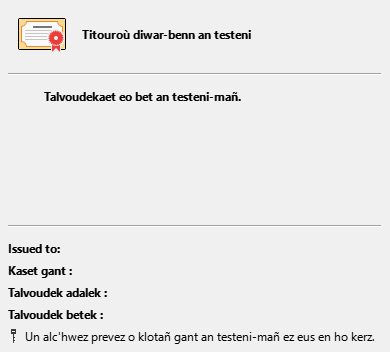 Titouroù diwar-benn an testeni
Talvoudekaet eo bet an testeni-mañ.
Issued to:
Kaset gant :
Talvoudek adalek :
Talvoudek betek :
Un alc'hwez prevez o klotañ gant an testeni-mañ ez eus en ho kerz.